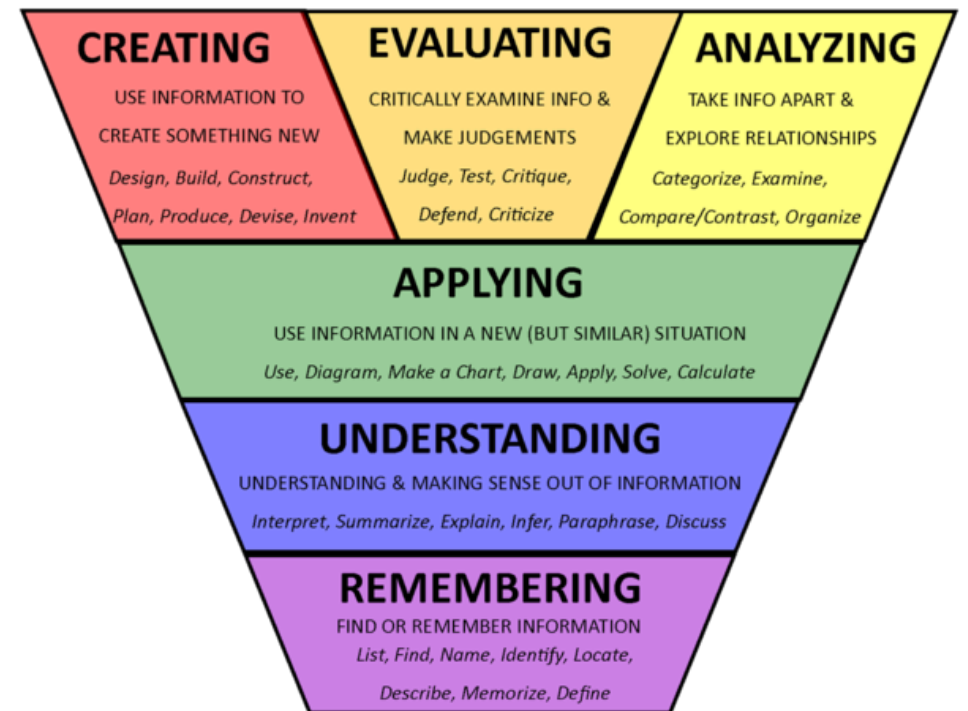 CREATING
USE INFORMATION TO
CREATE SOMETHING NEW
Design, Build, Construct,
Plan, Produce, Devise, Invent
EVALUATING
CRITICALLY EXAMINE INFO &
MAKE JUDGEMENTS
Judge, Test, Critique,
Defend, Criticize
ANALYZING
TAKE INFO APART &
EXPLORE RELATIONSHIPS
Categorize, Examine,
Compare/Contrast, Organize
APPLYING
USE INFORMATION IN A NEW (BUT SIMILAR) SITUATION
Use, Diagram, Make a Chart, Draw, Apply, Solve, Calculate
UNDERSTANDING
UNDERSTANDING & MAKING SENSE OUT OF INFORMATION
Interpret, Summarize, Explain, Infer, Paraphrase, Discuss
REMEMBERING
FIND OR REMEMBER INFORMATION
List, Find, Name, Identify, Locate,
Describe, Memorize, Define